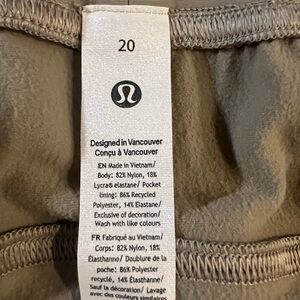 20
Designed in Vancouver
Conçu à Vancouver
EN Made in Vietnam/
Body: 82% Nylon, 18%
Lycra® elastane/ Pocket
lining: 86% Recycled
Polyester, 14% Elastane/
Exclusive of decoration/
Wash with like colours
FR Fabriqué au Vietnam/
Corps: 82% Nylon, 18%
Élasthanne/ Doublure de la
poche: 86% Polyester
recyclé, 14% Élasthanne/
Sauf la décoration/ Lavage
avec des couleurs similaires